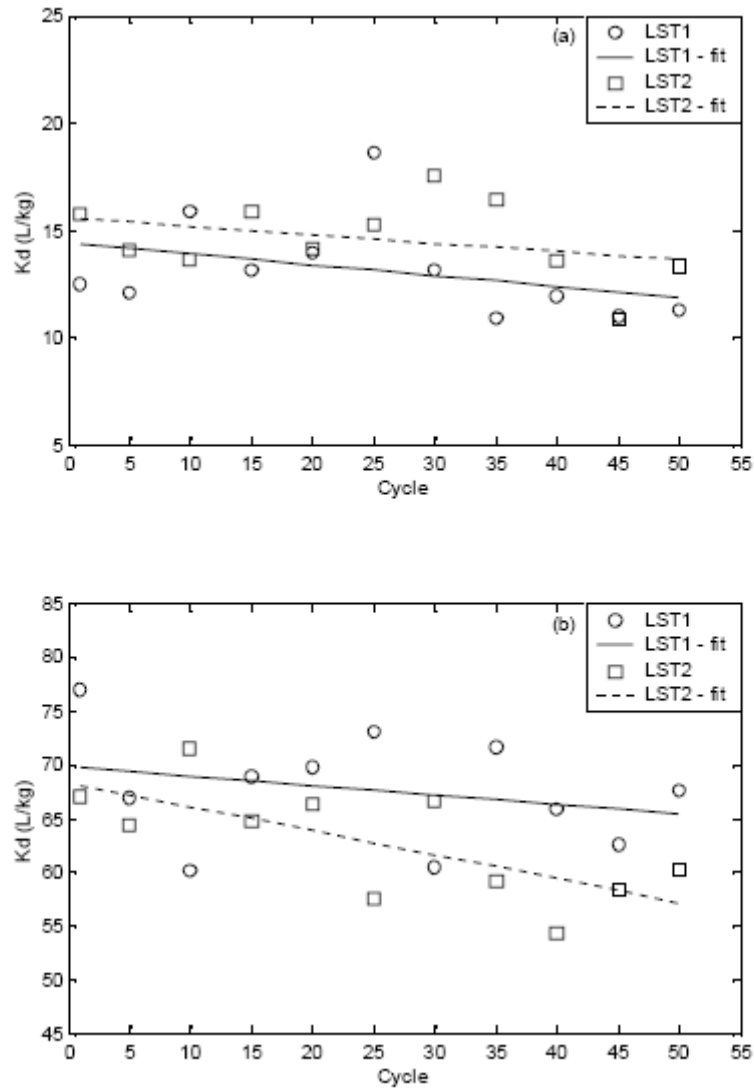 25
20
15
10
5
Kd (L/kg)
(a)
LST1
LST1 - fit
LST2
LST2 - fit
0 5 10 15 20 25 30 35 40 45 50 55
Cycle
85
80
75
70
65
60
55
50
45
Kd (L/kg)
(b)
LST1
LST1 - fit
LST2
LST2 - fit
0 5 10 15 20 25 30 35 40 45 50 55
Cycle